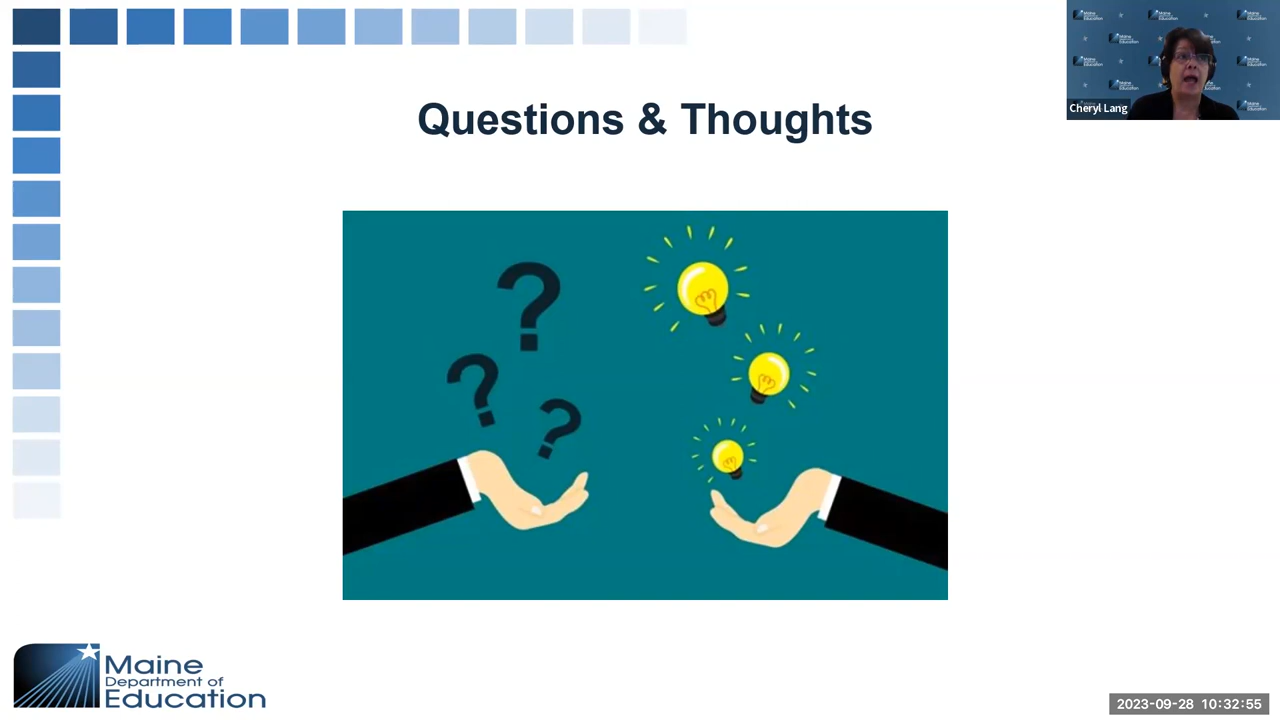 Questions & Thoughts
Cheryl Lang
? ? ?
Maine
Department of
Education
2023-09-28 10:32:55